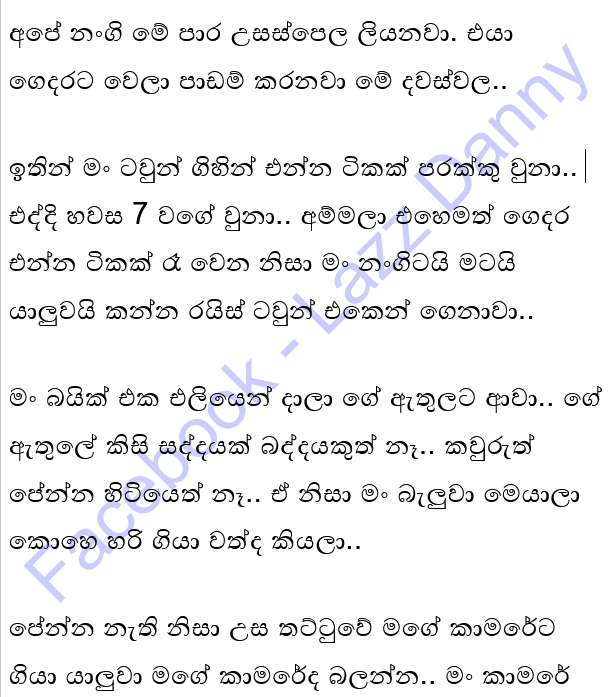 අපේ නංගි මේ පාර උසස්පෙල ලියනවා. එයා
ගෙදරට වෙලා පාඩම් කරනවා මේ දවස්වල..
ඉතින් මං ටවුන් ගිහින් එන්න ටිකක් පරක්කු වුනා..
එද්දි හවස 7 වගේ වුනා.. අම්මලා එහෙමත් ගෙදර
එන්න ටිකක් රෑ වෙන නිසා මං නංගිටයි මටයි
යාලුවයි කන්න රයිස් ටවුන් එකෙන් ගෙනාවා..
මං බයික් එක එලියෙන් දාලා ගේ ඇතුලට ආවා.. ගේ
ඇතුලේ කිසි සද්දයක් බද්දයකුත් නෑ.. කවුරුත්
පේන්න හිටියෙත් නෑ.. ඒ නිසා මං බැලුවා මෙයාලා
කොහෙ හරි ගියා වත්ද කියලා..
පේන්න නැති නිසා උස තට්ටුවේ මගේ කාමරේට
ගියා යාලුවා මගේ කාමරේද බලන්න.. මං කාමරේ
Facebook - Lazz Danny